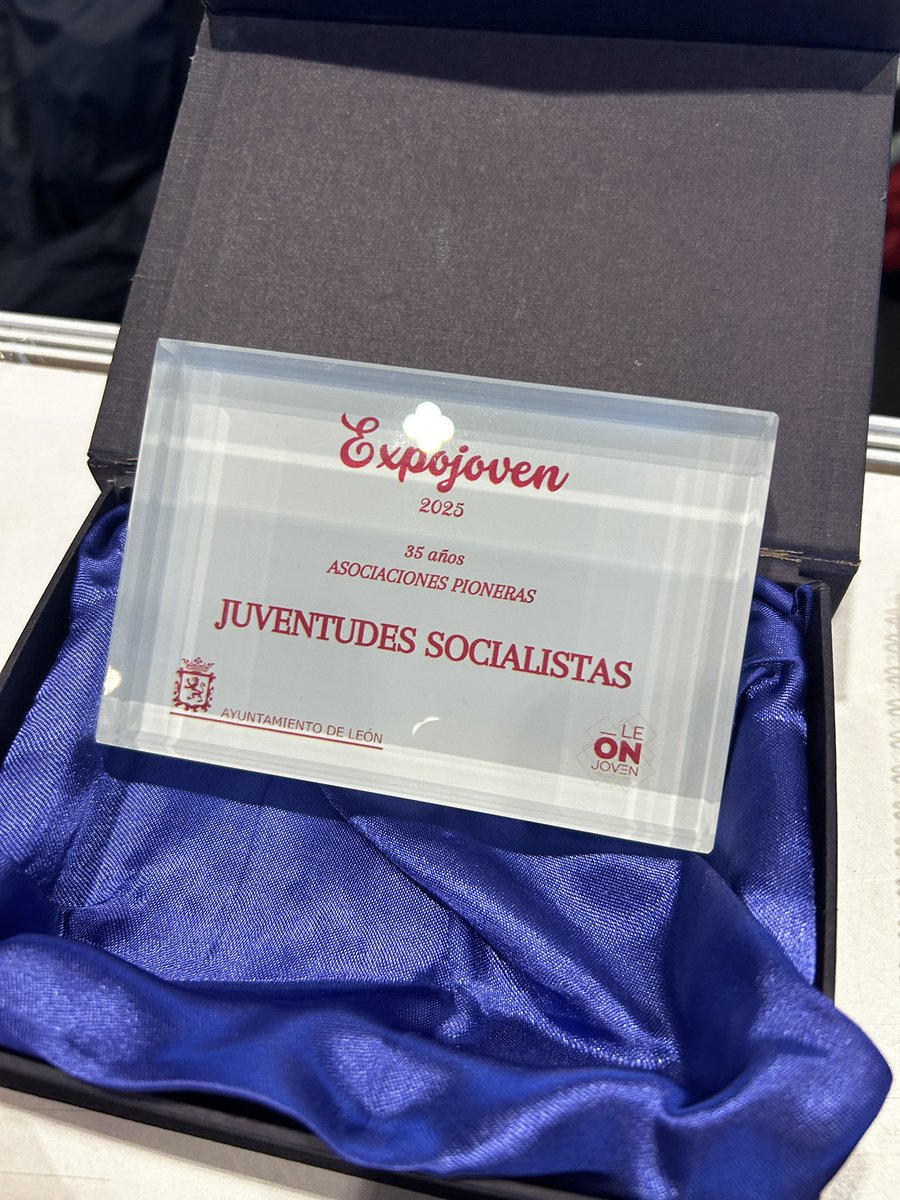 Expojoven
2025
35 años
ASOCIACIONES PIONERAS
JUVENTUDES SOCIALISTAS
AYUNTAMIENTO DE LEÓN
LE
ON
JOVEN